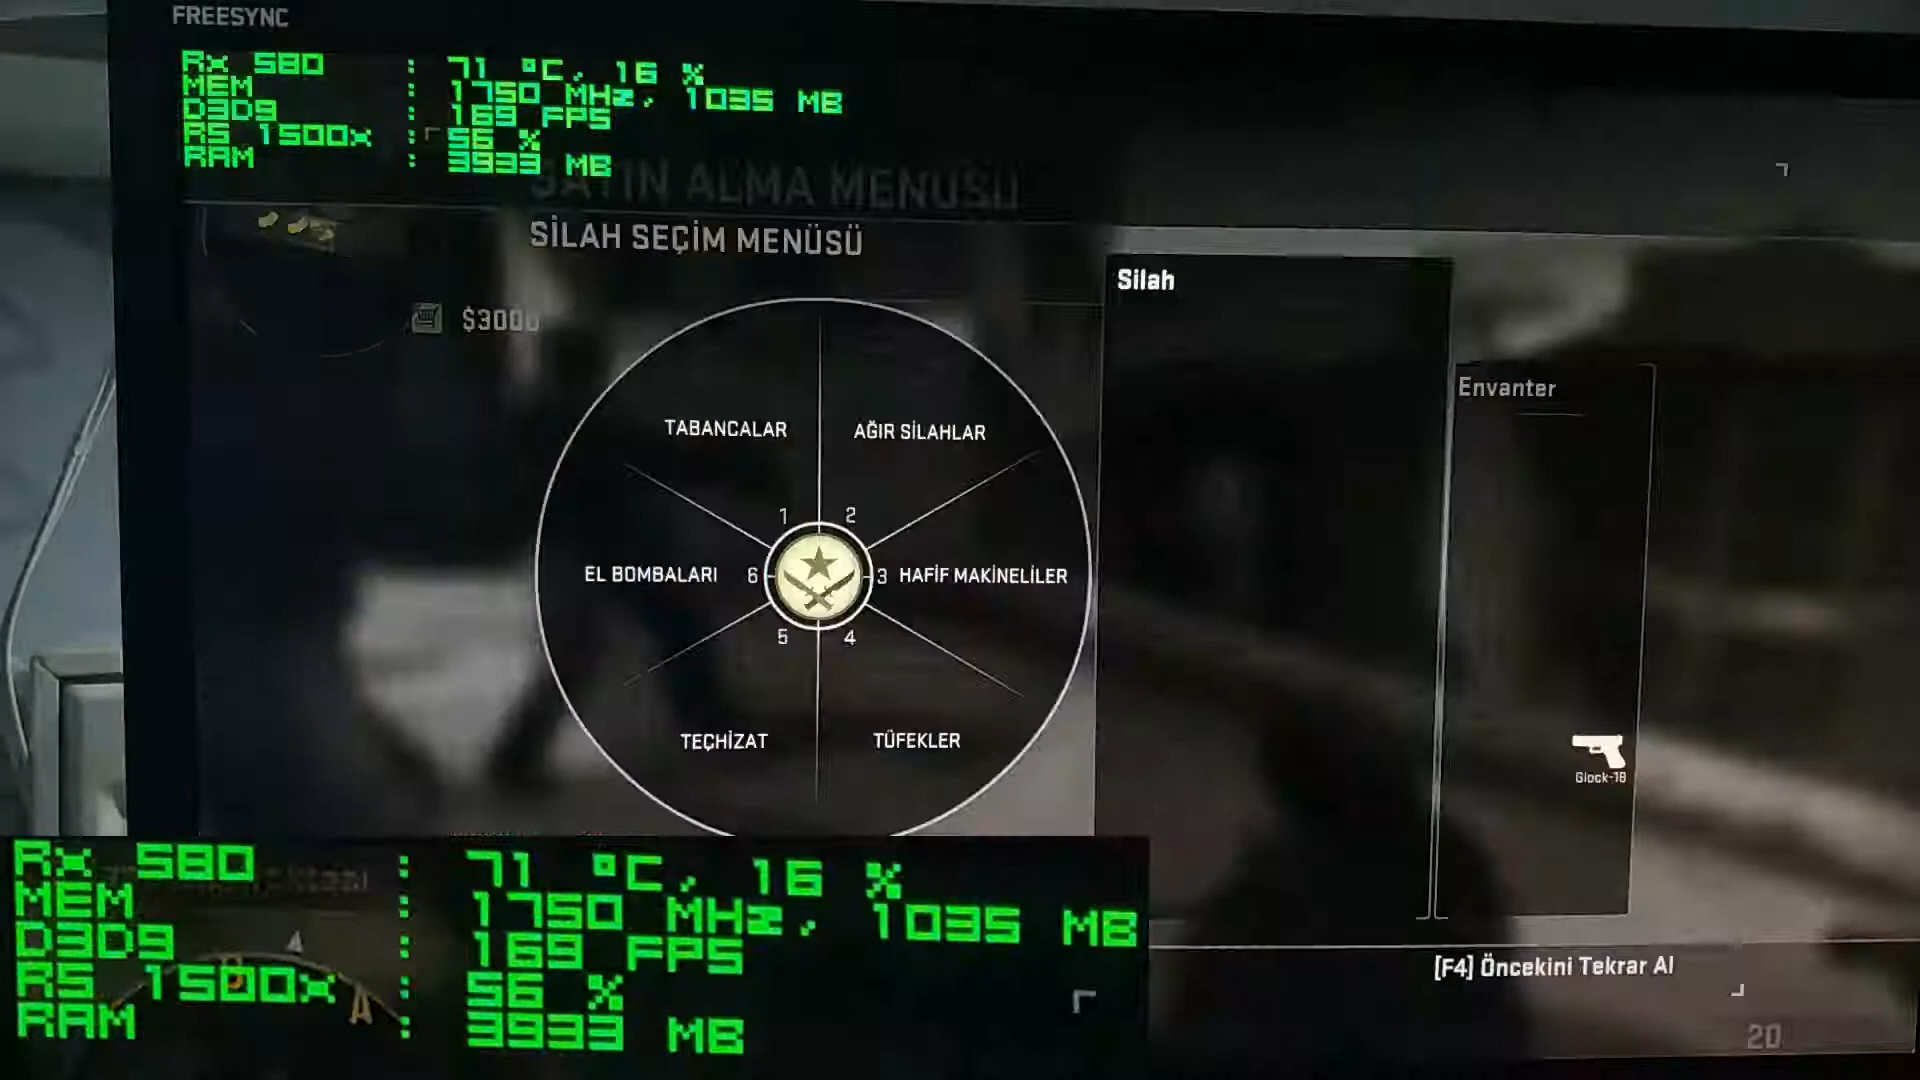 FREESYNC
Rx 580 : 71 °C, 16 %
MEM : 1750 MHz, 1035 MB
D3D9 : 169 FPS
R5 1500x : 56 %
RAM : 3933 MB
SATIN ALMA MENÜSÜ
SİLAH SEÇİM MENÜSÜ
$3000
Silah
Envanter
TABANCALAR
AĞIR SİLAHLAR
1
2
EL BOMBALARI 6
3 HAFİF MAKİNELİLER
5
4
TEÇHİZAT
TÜFEKLER
Glock-18
Rx 580 : 71 °C, 16 %
MEM : 1750 MHz, 1035 MB
D3D9 : 169 FPS
R5 1500x : 56 %
RAM : 3933 MB
A
[F4] Öncekini Tekrar Al
20